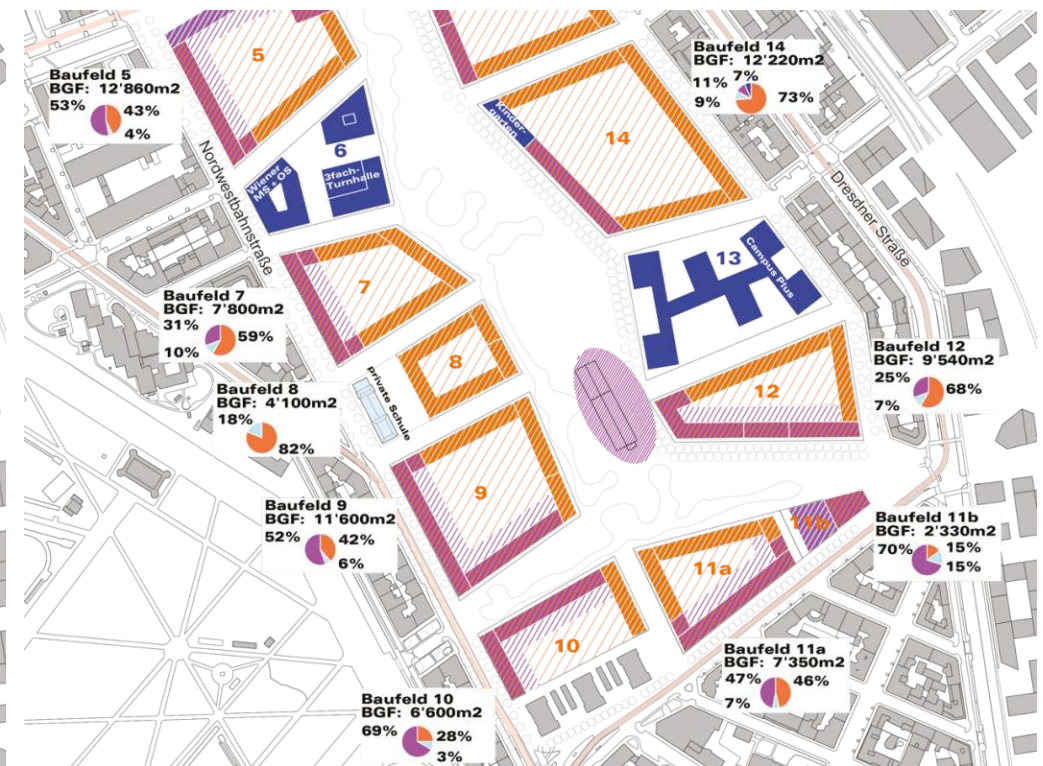 5
Baufeld 5
BGF: 12'860m2
53%
43%
4%
Baufeld 14
BGF: 12'220m2
7%
11%
9%
73%
Kinder-
garten
14
6
Wiener
MS + OS
3fach-
Turnhalle
Nordwestbahnstraße
Dresdner Straße
13
Campus Plus
7
Baufeld 7
BGF: 7'800m2
31%
59%
10%
8
private Schule
12
Baufeld 12
BGF: 9'540m2
25%
68%
7%
Baufeld 8
BGF: 4'100m2
18%
82%
9
Baufeld 9
BGF: 11'600m2
52%
42%
6%
11b
Baufeld 11b
BGF: 2'330m2
70%
15%
15%
11a
10
Baufeld 11a
BGF: 7'350m2
47%
46%
7%
Baufeld 10
BGF: 6'600m2
69%
28%
3%